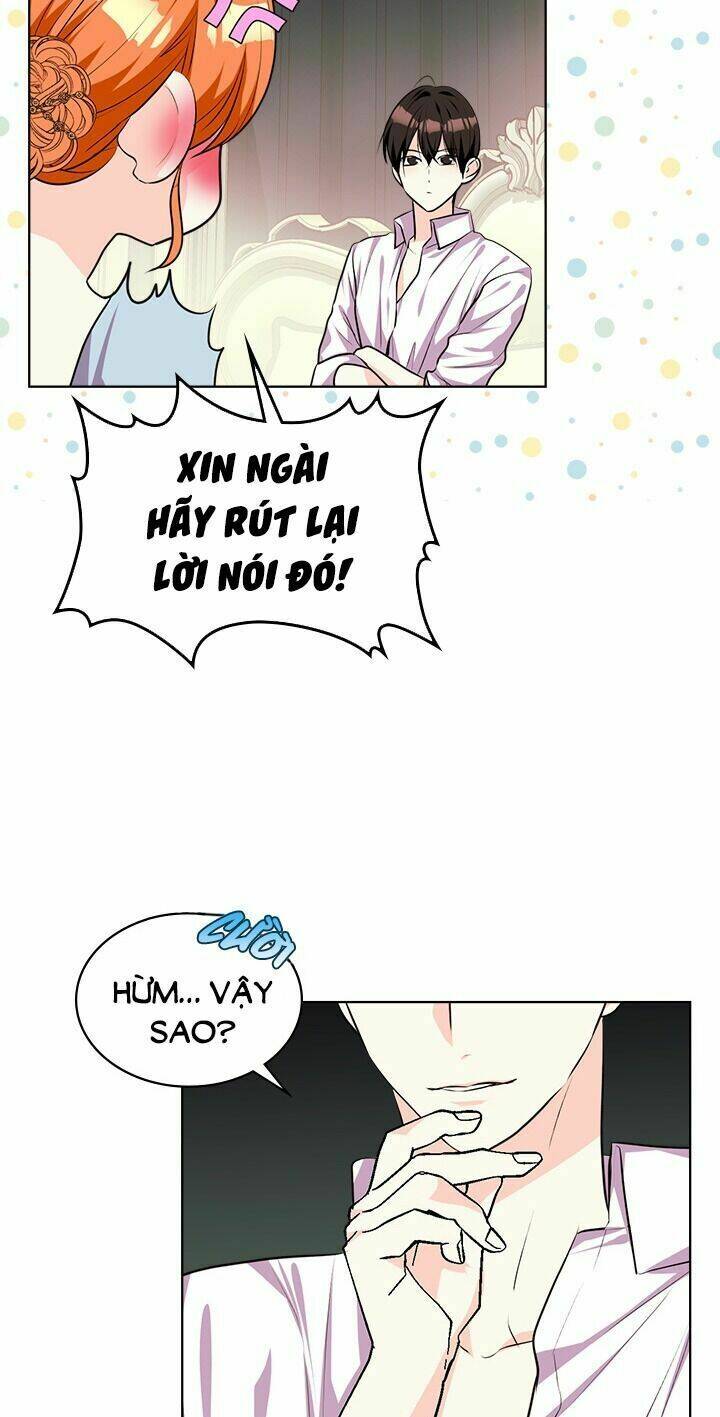 XIN NGÀI
HÃY RÚT LẠI
LỜI NÓI ĐÓ!
CƯỜI
HỪM... VẬY
SAO?